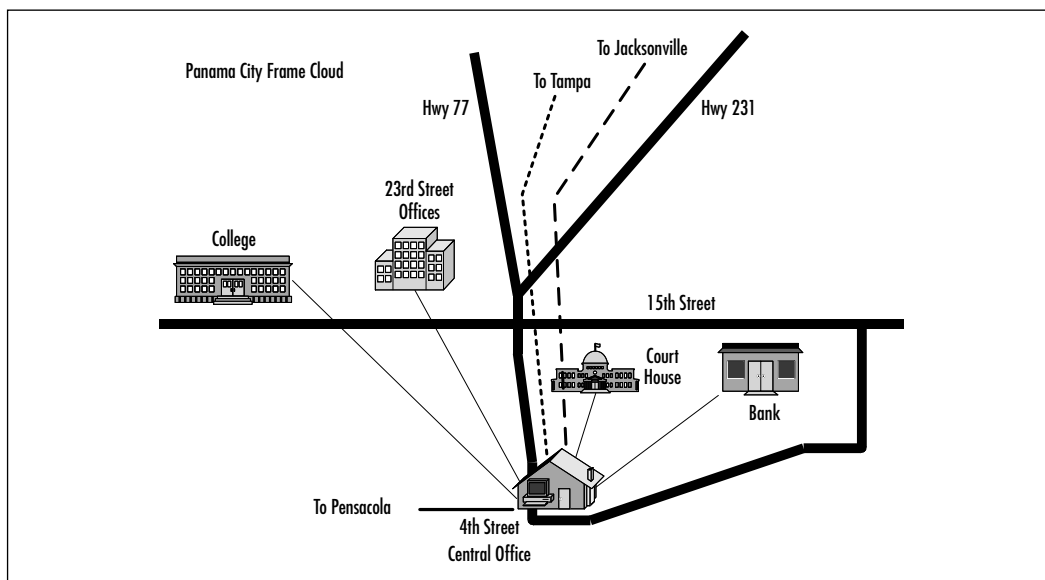 To Jacksonville
Panama City Frame Cloud
To Tampa
Hwy 77
Hwy 231
23rd Street
Offices
College
15th Street
Court
House
Bank
To Pensacola
4th Street
Central Office